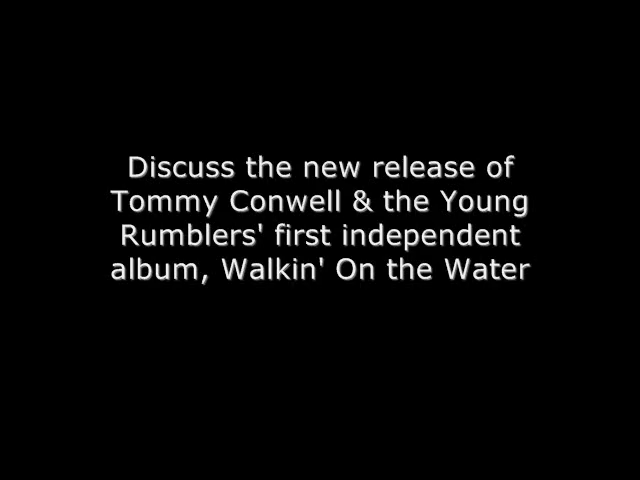 Discuss the new release of
Tommy Conwell & the Young
Rumblers' first independent
album, Walkin' On the Water